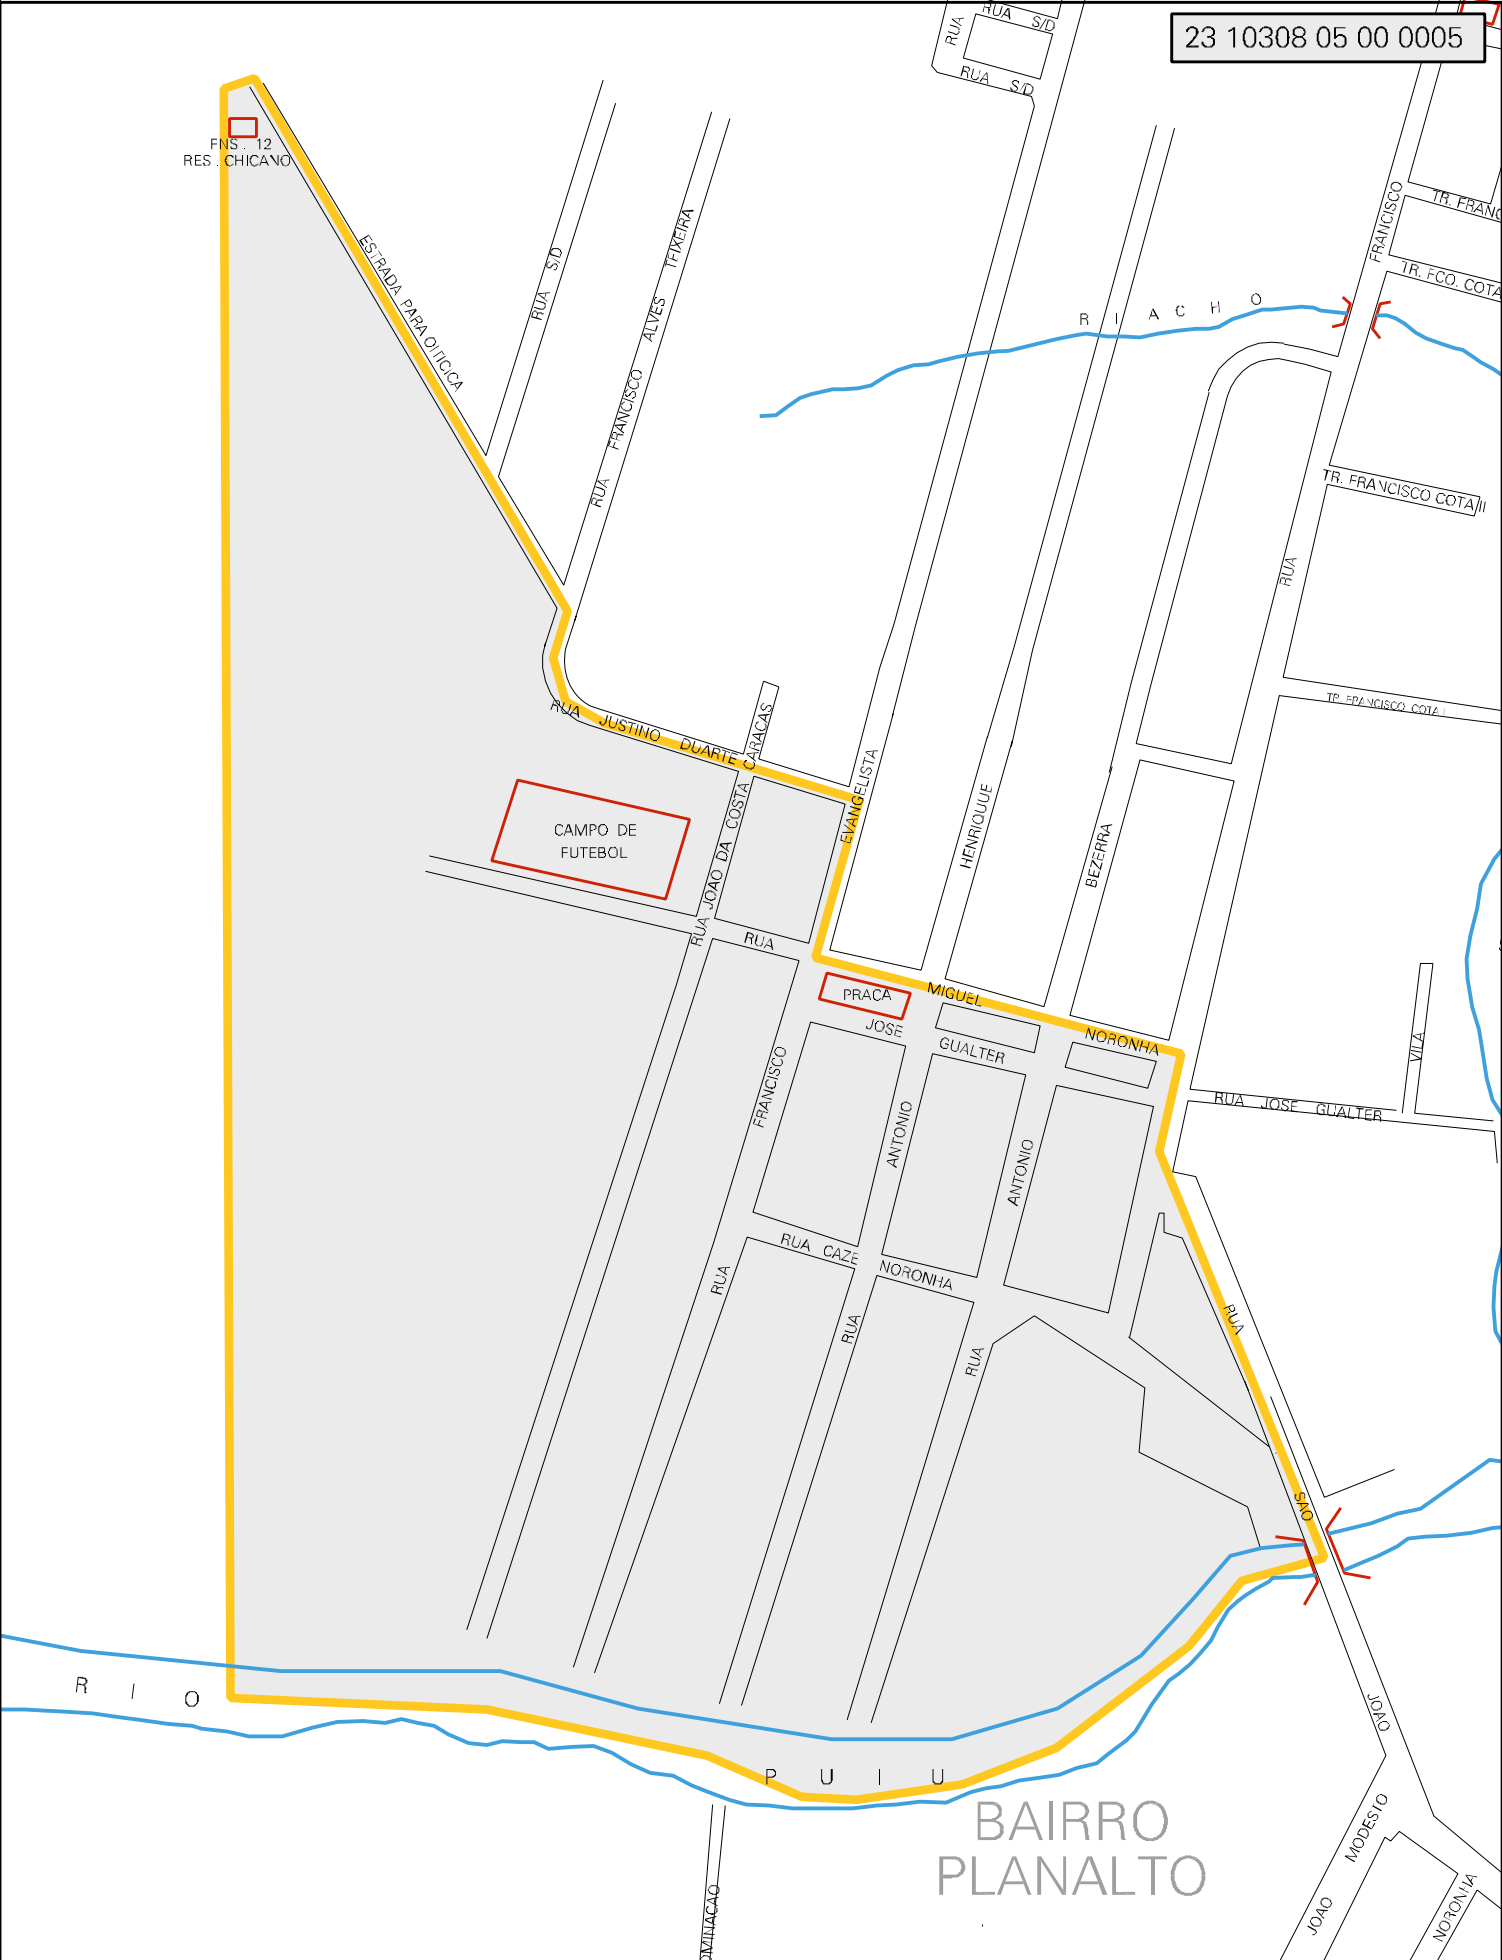 RUA S/D
RUA
23 10308 05 00 0005
RUA S/D
FNS . 12
RES . CHICANO
ESTRADA PARA OITICICA
RUA S/D
RUA FRANCISCO ALVES TEIXEIRA
RIACHO
FRANCISCO
TR. FCO. COTA
TR. FRANCISCO COTA II
RUA
TR. FRANCISCO COTA I
RUA JUSTINO DUARTE
RUA JOAO DA COSTA CARACAS
EVANGELISTA
HENRIQUUE
BEZERRA
CAMPO DE
FUTEBOL
RUA MIGUEL NORONHA
PRACA
JOSE GUALTER
RUA JOSE GUALTER
VILA
RUA FRANCISCO
RUA ANTONIO
RUA ANTONIO
RUA CAZE NORONHA
RUA SAO JOAO
RIO PUIU
BAIRRO
PLANALTO
JOAO MODESTO
NORONHA